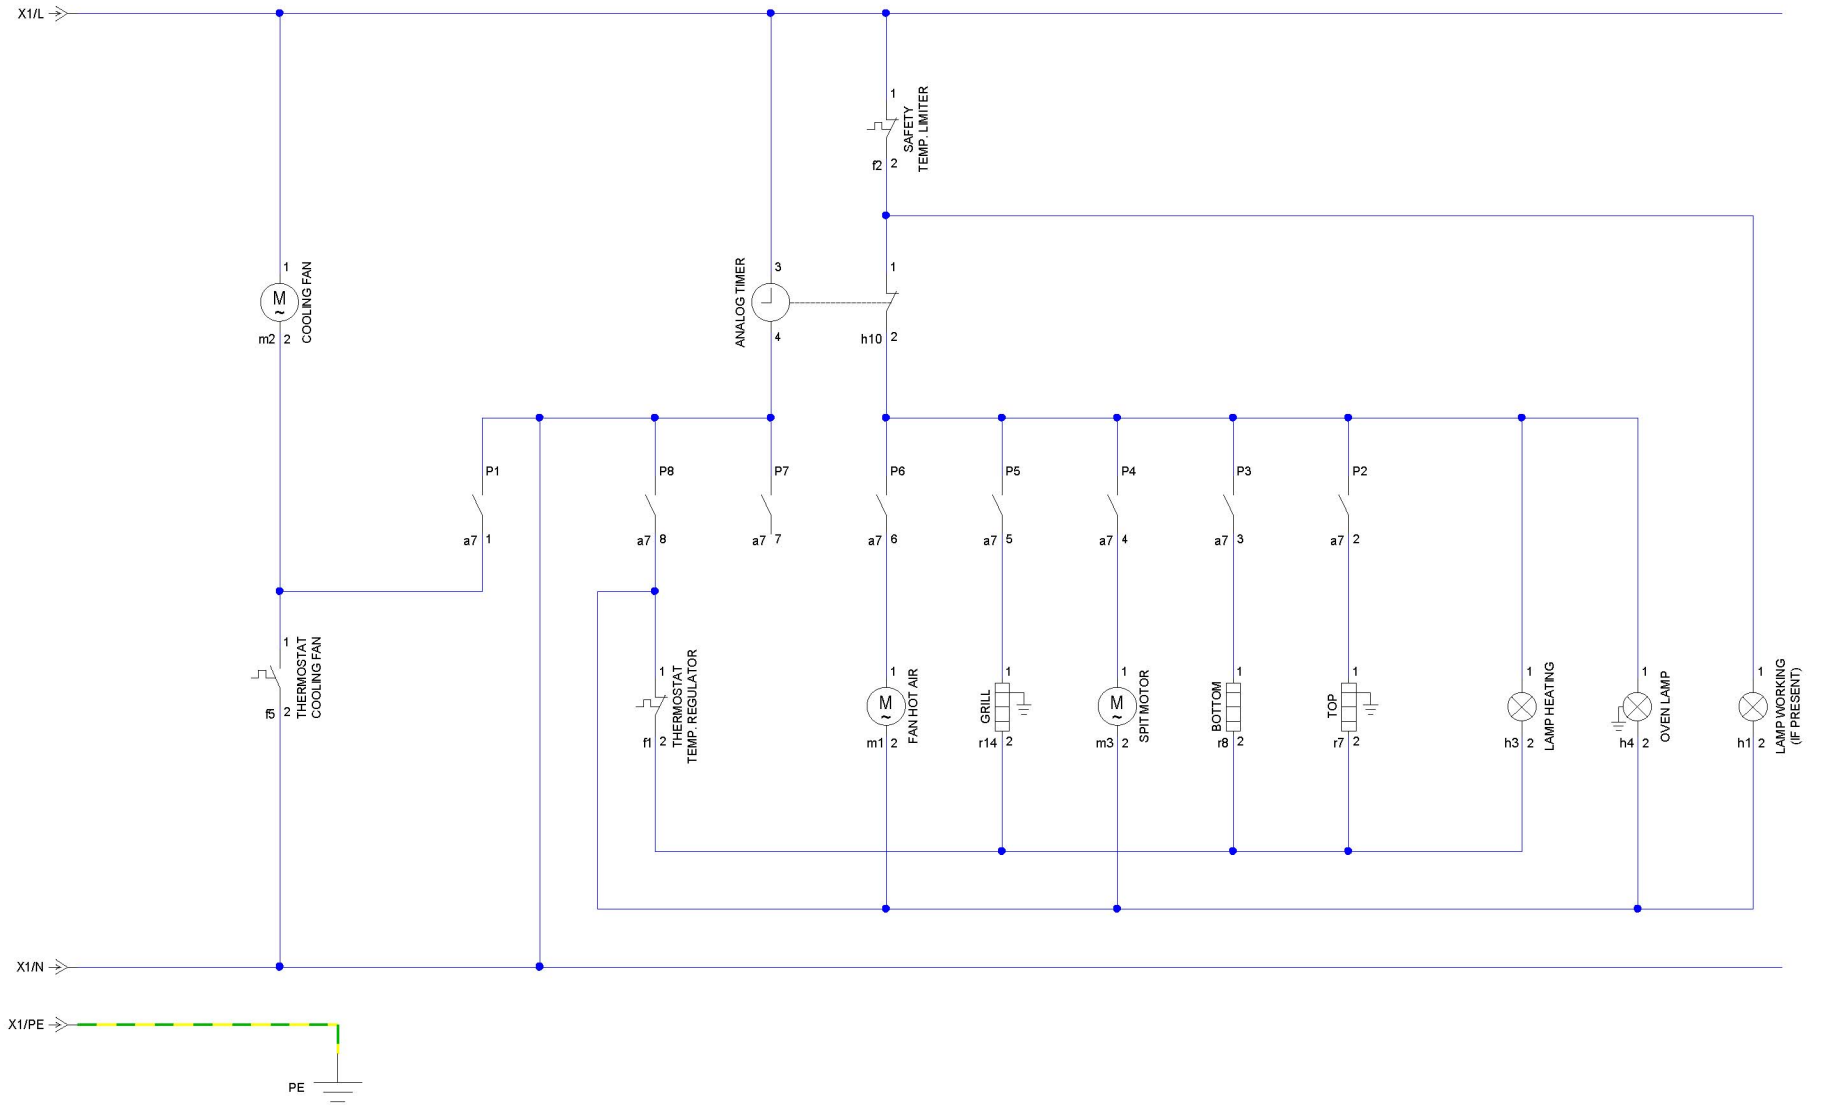 X1/L
1
SAFETY
TEMP. LIMITER
f2
2
1
M
~
m2
2
COOLING FAN
ANALOG TIMER
3
4
1
h10
2
P1
P8
P7
P6
P5
P4
P3
P2
a7
1
a7
8
a7
7
a7
6
a7
5
a7
4
a7
3
a7
2
1
f5
2
THERMOSTAT
COOLING FAN
1
f1
2
THERMOSTAT
TEMP. REGULATOR
1
M
~
m1
2
FAN HOT AIR
GRILL
1
r14
2
1
M
~
m3
2
SPIT MOTOR
BOTTOM
1
r8
2
TOP
1
r7
2
1
h3
2
LAMP HEATING
1
h4
2
OVEN LAMP
1
h1
2
LAMP WORKING
(IF PRESENT)
X1/N
X1/PE
PE